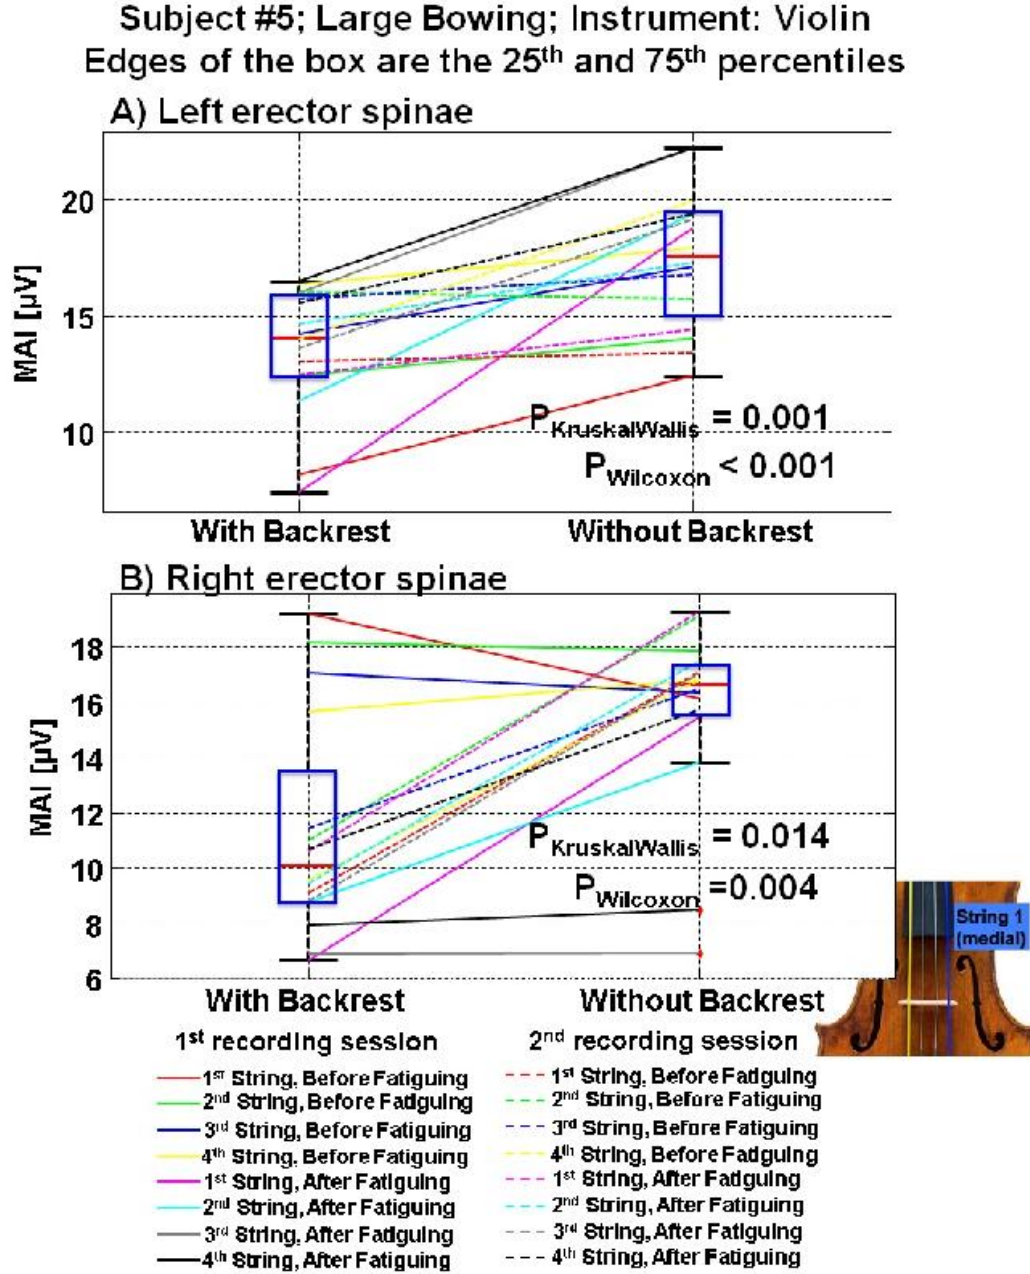 Subject #5; Large Bowing; Instrument: Violin
Edges of the box are the 25th and 75th percentiles
A) Left erector spinae
MAI [µV]
20
15
10
P KruskalWallis = 0.001
P Wilcoxon < 0.001
With Backrest Without Backrest
B) Right erector spinae
MAI [µV]
18
16
14
12
10
8
6
P KruskalWallis = 0.014
P Wilcoxon =0.004
String 1
(medial)
With Backrest Without Backrest
1st recording session 2nd recording session
1st String, Before Fatiguing 1st String, Before Fatiguing
2nd String, Before Fatiguing 2nd String, Before Fatiguing
3rd String, Before Fatiguing 3rd String, Before Fatiguing
4th String, Before Fatiguing 4th String, Before Fatiguing
1st String, After Fatiguing 1st String, After Fatiguing
2nd String, After Fatiguing 2nd String, After Fatiguing
3rd String, After Fatiguing 3rd String, After Fatiguing
4th String, After Fatiguing 4th String, After Fatiguing